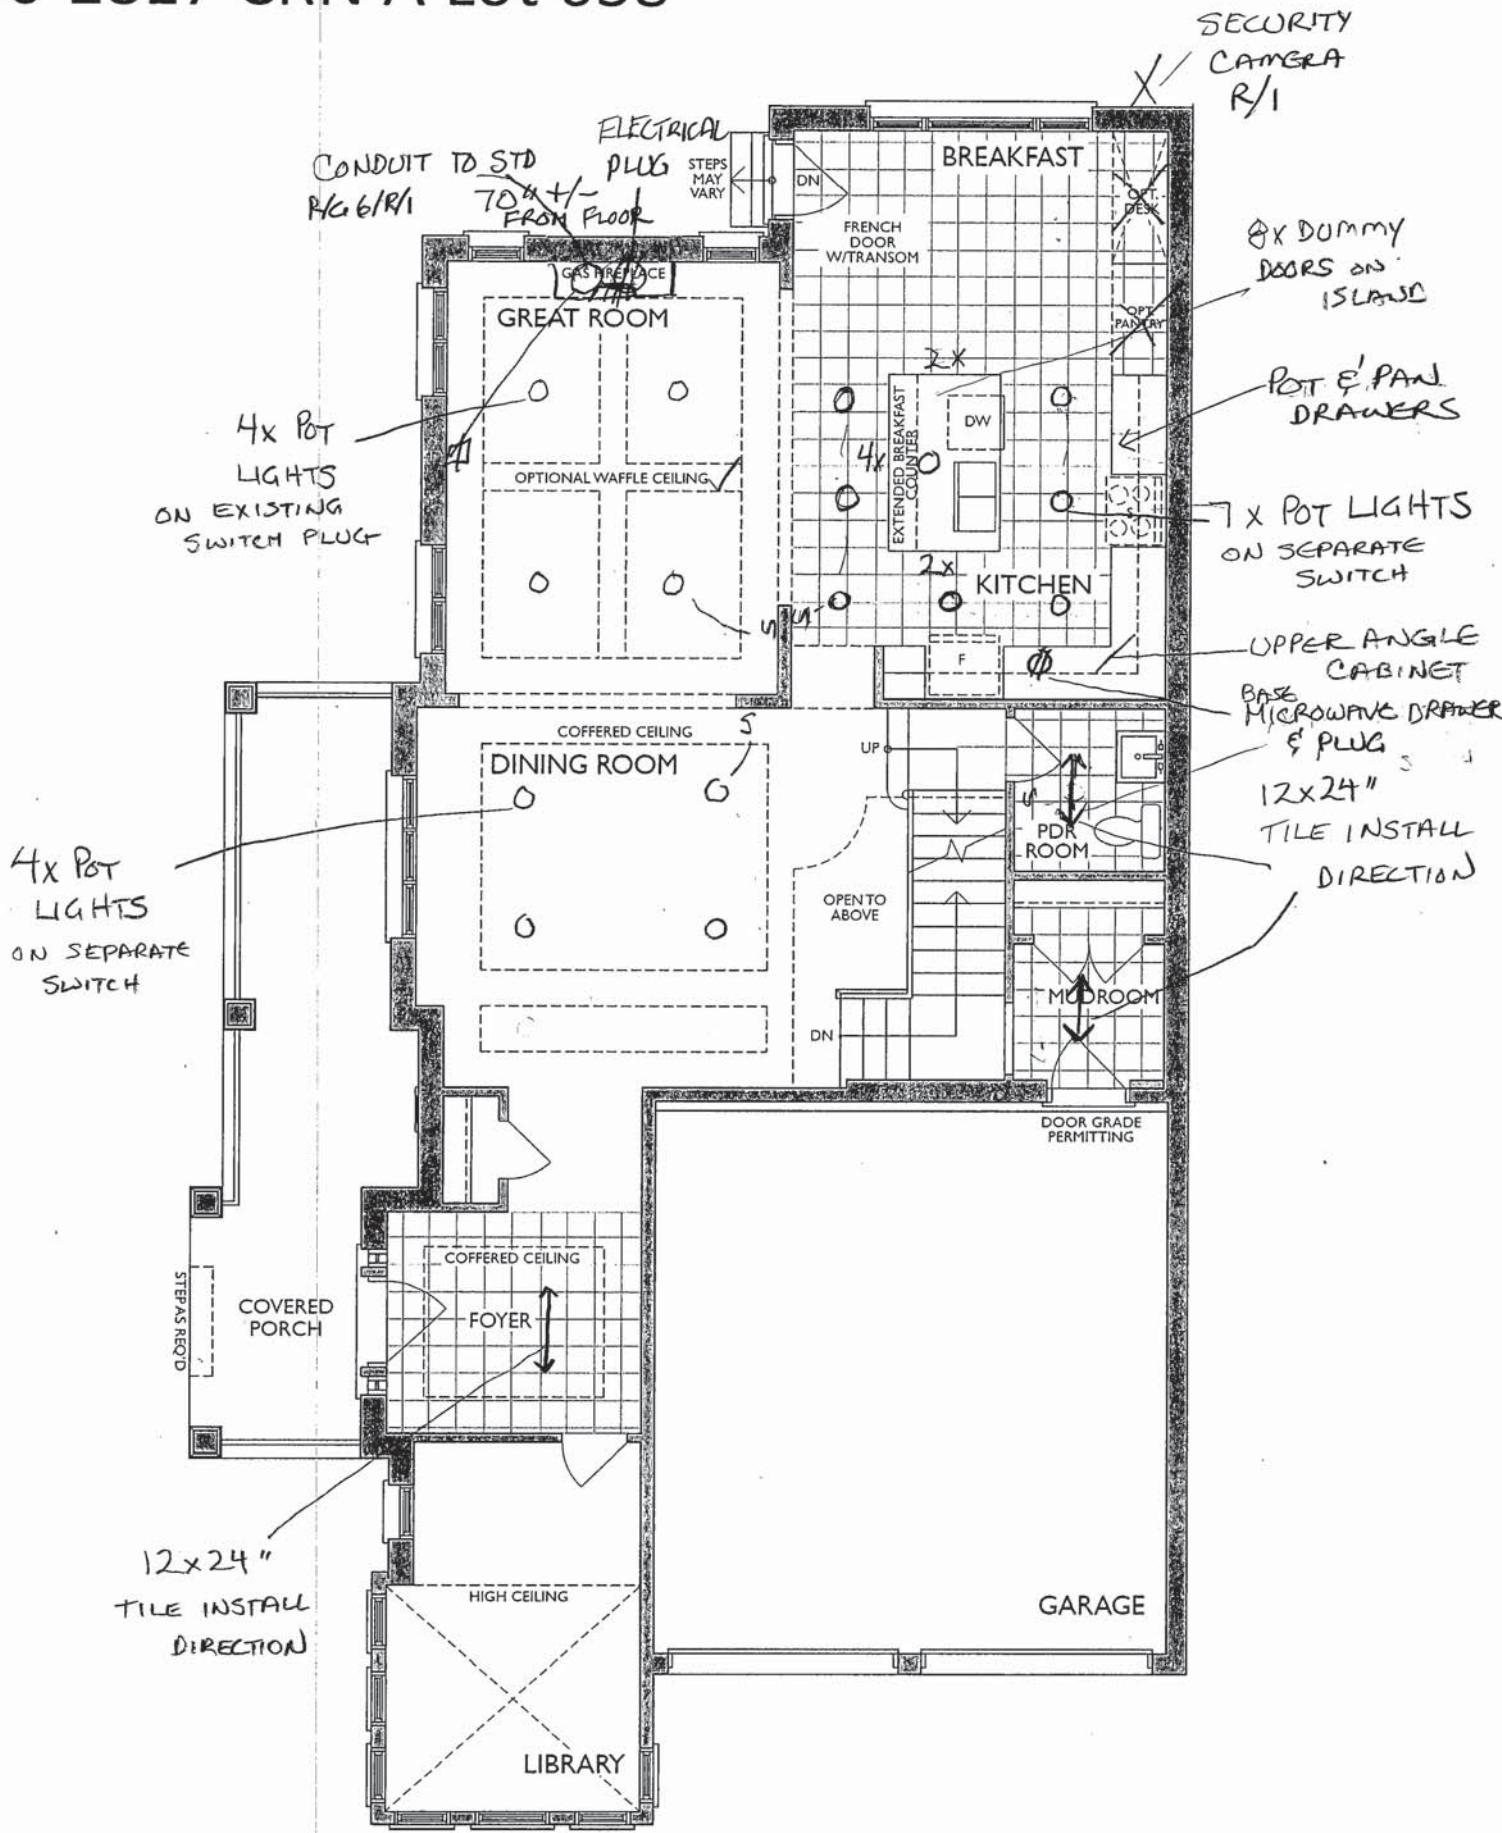 SECURITY
CAMERA
R/I
ELECTRICAL
PLUG
CONDUIT TO STD
R/G6/R/I
70" +/-
FROM FLOOR
STEPS
MAY
VARY
DN
BREAKFAST
OPT.
DESK
FRENCH
DOOR
W/TRANSOM
8x DUMMY
DOORS ON
ISLAND
GAS FIREPLACE
GREAT ROOM
OPT.
PANTRY
2x
POT & PAN
DRAWERS
DW
EXTENDED BREAKFAST
COUNTER
4x
4x POT
LIGHTS
ON EXISTING
SWITCH PLUG
OPTIONAL WAFFLE CEILING
7x POT LIGHTS
ON SEPARATE
SWITCH
2x
KITCHEN
S
S
F
UPPER ANGLE
CABINET
BASE
MICROWAVE DRAWER
& PLUG
COFFERED CEILING
S
DINING ROOM
UP
12x24"
TILE INSTALL
DIRECTION
S
PDR
ROOM
4x POT
LIGHTS
ON SEPARATE
SWITCH
OPEN TO
ABOVE
MUDROOM
DN
DOOR GRADE
PERMITTING
COFFERED CEILING
FOYER
STEP AS REQ'D
COVERED
PORCH
12x24"
TILE INSTALL
DIRECTION
HIGH CEILING
GARAGE
LIBRARY